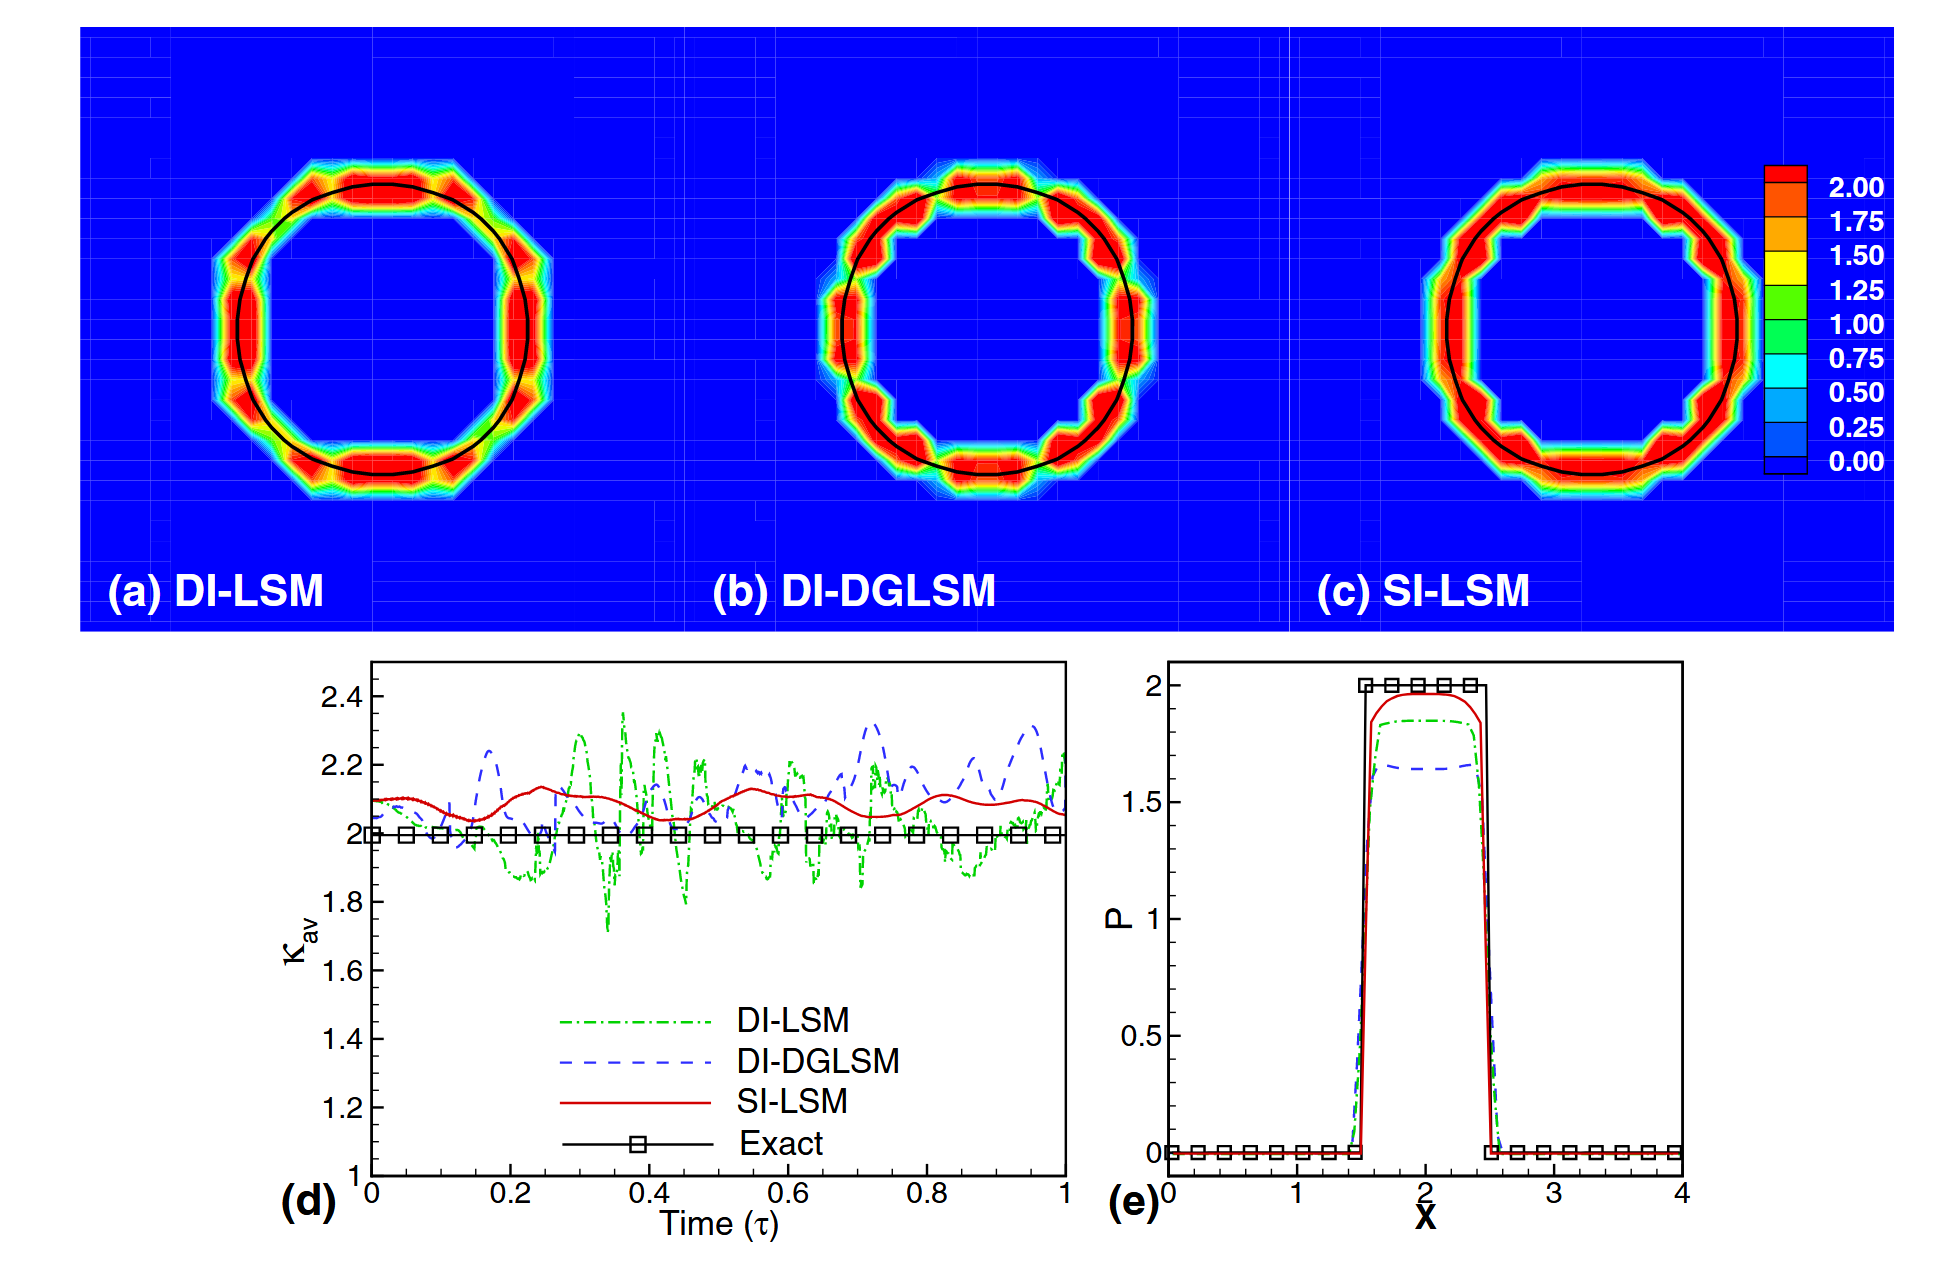 2.00
1.75
1.50
1.25
1.00
0.75
0.50
0.25
0.00
(a) DI-LSM
(b) DI-DGLSM
(c) SI-LSM
2.4
2.2
2
1.8
1.6
1.4
1.2
1
κav
DI-LSM
DI-DGLSM
SI-LSM
Exact
0 0.2 0.4 0.6 0.8 1
(d)
Time (τ)
2
1.5
1
0.5
0
P
0 1 2 3 4
(e)
x